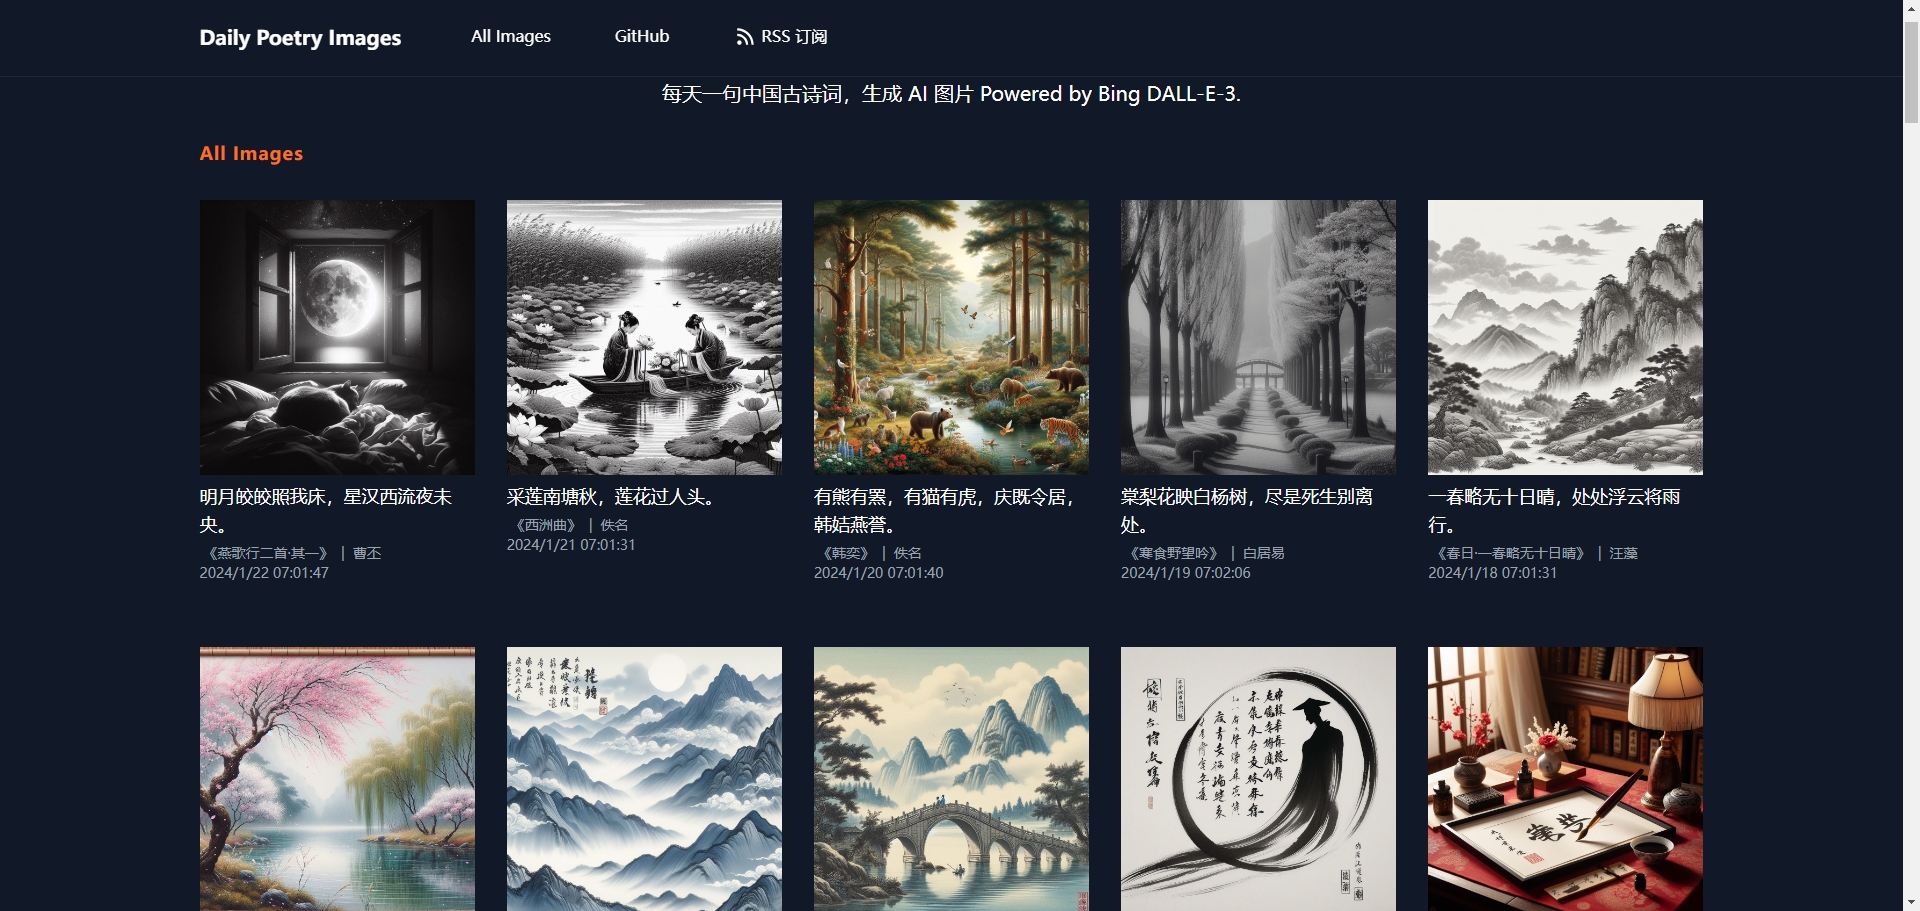 Daily Poetry Images
All Images
GitHub
RSS 订阅
每天一句中国古诗词，生成 AI 图片 Powered by Bing DALL-E-3.
All Images
明月皎皎照我床，星汉西流夜未
央。
《燕歌行二首·其一》 | 曹丕
2024/1/22 07:01:47
采莲南塘秋，莲花过人头。
《西洲曲》 | 佚名
2024/1/21 07:01:31
有熊有罴，有猫有虎，庆既令居，
韩姞燕誉。
《韩奕》 | 佚名
2024/1/20 07:01:40
棠梨花映白杨树，尽是死生别离
处。
《寒食野望吟》 | 白居易
2024/1/19 07:02:06
一春略无十日晴，处处浮云将雨
行。
《春日·一春略无十日晴》 | 汪藻
2024/1/18 07:01:31